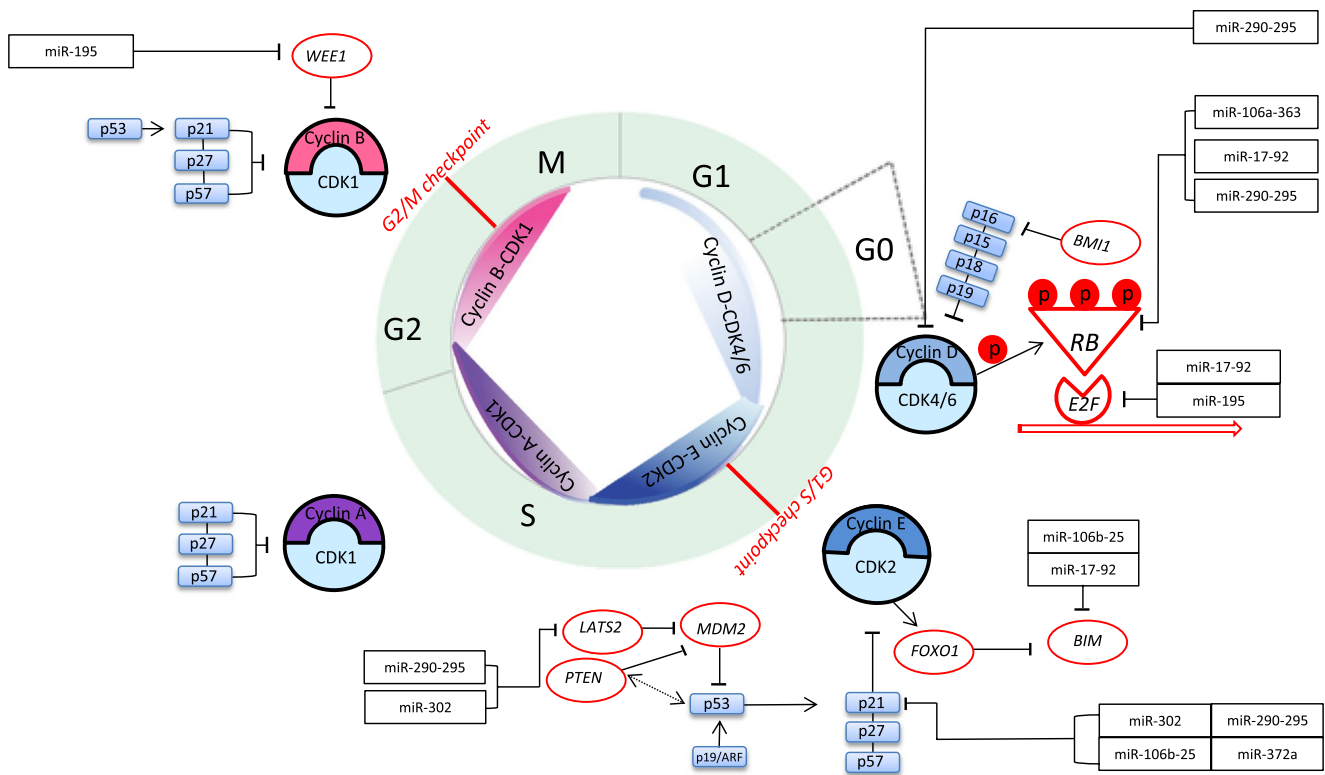 miR-290-295
miR-195
WEE1
p53
p21
p27
p57
Cyclin B
CDK1
G2/M checkpoint
M
G1
G0
G2
S
Cyclin B-CDK1
Cyclin D-CDK4/6
Cyclin A-CDK1
Cyclin E-CDK2
G1/S checkpoint
miR-106a-363
miR-17-92
miR-290-295
p16
p15
p18
p19
BMI1
p
p
p
RB
p
Cyclin D
CDK4/6
E2F
miR-17-92
miR-195
p21
p27
p57
Cyclin A
CDK1
Cyclin E
CDK2
miR-106b-25
miR-17-92
LATS2
MDM2
FOXO1
BIM
miR-290-295
miR-302
PTEN
p53
p19/ARF
p21
p27
p57
miR-302
miR-290-295
miR-106b-25
miR-372a